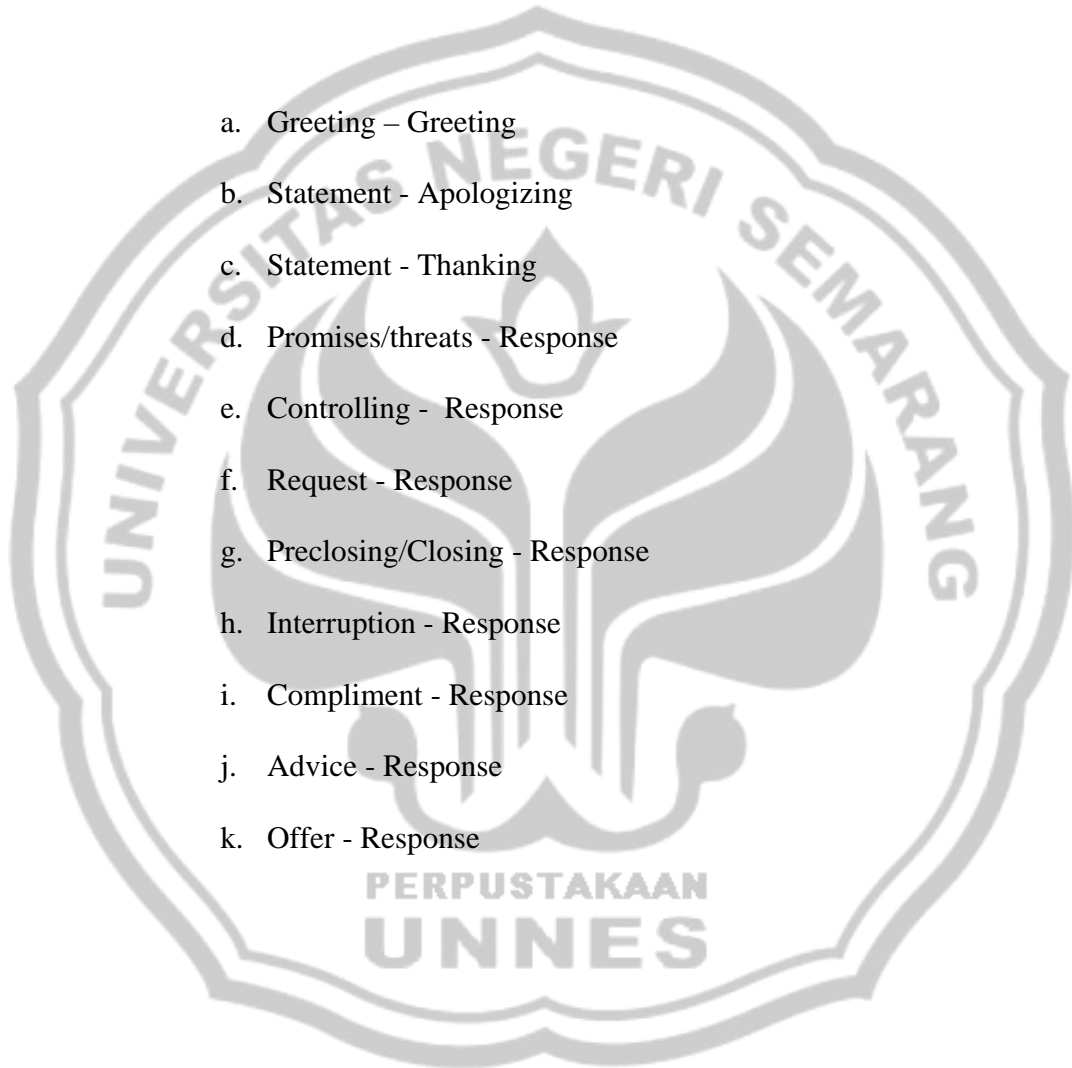 a. Greeting – Greeting
b. Statement - Apologizing
c. Statement - Thanking
d. Promises/threats - Response
e. Controlling - Response
f. Request - Response
g. Preclosing/Closing - Response
h. Interruption - Response
i. Compliment - Response
j. Advice - Response
k. Offer - Response
UNIVERSITAS NEGERI SEMARANG
PERPUSTAKAAN
UNNES